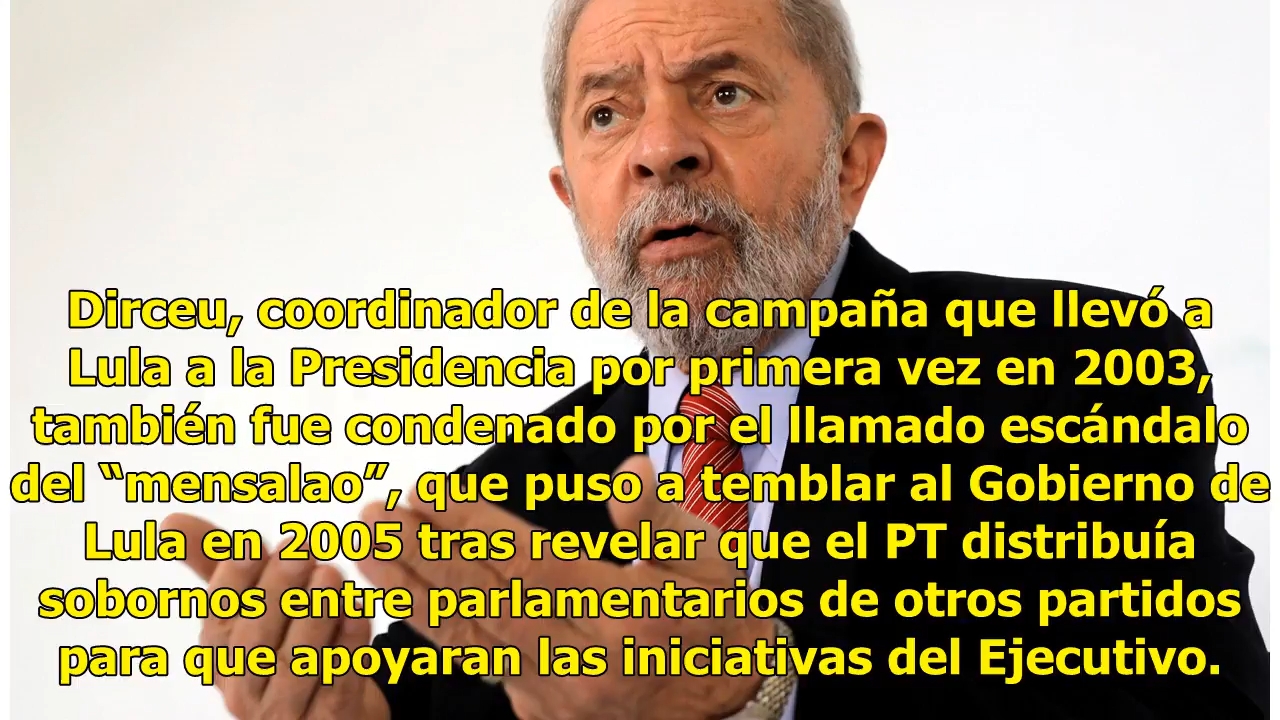 Dirceu, coordinador de la campaña que llevó a
Lula a la Presidencia por primera vez en 2003,
también fue condenado por el llamado escándalo
del “mensalao”, que puso a temblar al Gobierno de
Lula en 2005 tras revelar que el PT distribuía
sobornos entre parlamentarios de otros partidos
para que apoyaran las iniciativas del Ejecutivo.